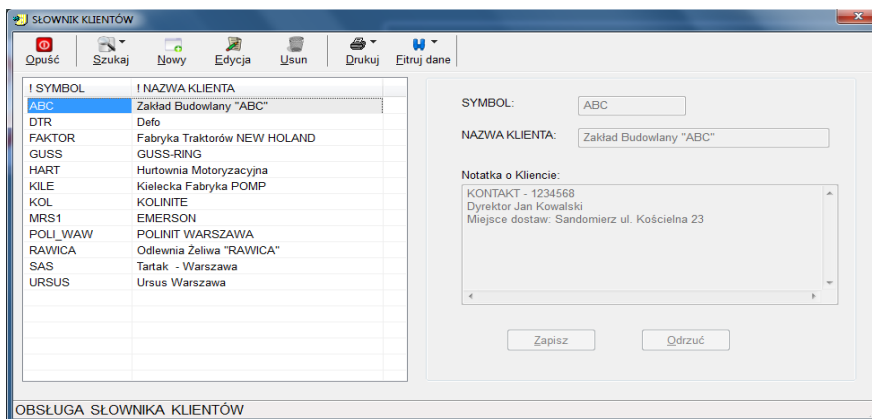 SŁOWNIK KLIENTÓW
Opuść Szukaj Nowy Edycja Usun Drukuj Fitruj dane
! SYMBOL ! NAZWA KLIENTA
ABC Zakład Budowlany "ABC"
DTR Defo
FAKTOR Fabryka Traktorów NEW HOLAND
GUSS GUSS-RING
HART Hurtownia Motoryzacyjna
KILE Kielecka Fabryka POMP
KOL KOLINITE
MRS1 EMERSON
POLI_WAW POLINIT WARSZAWA
RAWICA Odlewnia Żeliwa "RAWICA"
SAS Tartak - Warszawa
URSUS Ursus Warszawa
SYMBOL: ABC
NAZWA KLIENTA: Zakład Budowlany "ABC"
Notatka o Kliencie:
KONTAKT - 1234568
Dyrektor Jan Kowalski
Miejsce dostaw: Sandomierz ul. Kościelna 23
Zapisz Odrzuć
OBSŁUGA SŁOWNIKA KLIENTÓW